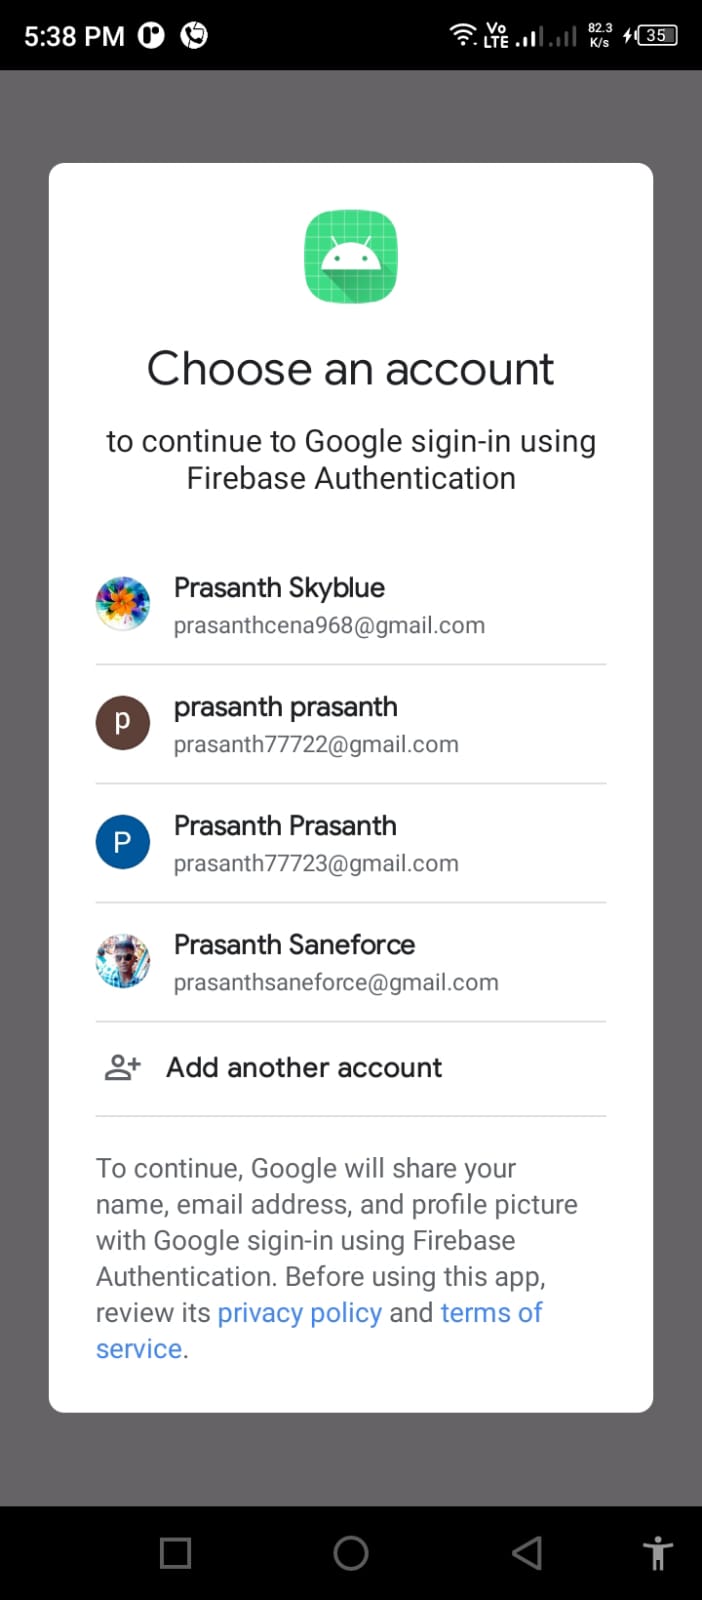 5:38 PM
Vo LTE
82.3 K/s
35
Choose an account
to continue to Google sigin-in using
Firebase Authentication
Prasanth Skyblue
prasanthcena968@gmail.com
p
prasanth prasanth
prasanth77722@gmail.com
P
Prasanth Prasanth
prasanth77723@gmail.com
Prasanth Saneforce
prasanthsaneforce@gmail.com
Add another account
To continue, Google will share your
name, email address, and profile picture
with Google sigin-in using Firebase
Authentication. Before using this app,
review its privacy policy and terms of
service.